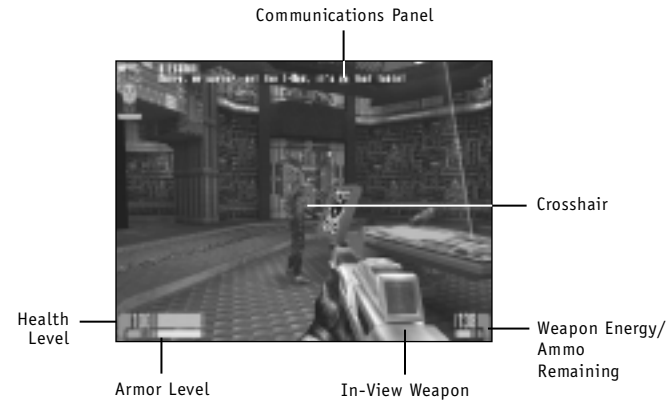 Communications Panel
Crosshair
Health
Level
Weapon Energy/
Ammo
Remaining
Armor Level
In-View Weapon